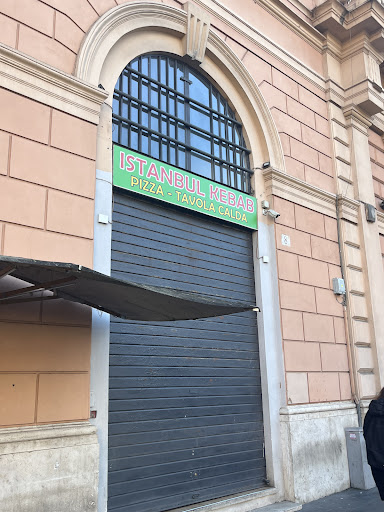 ISTANBUL KEBAB
PIZZA - TAVOLA CALDA